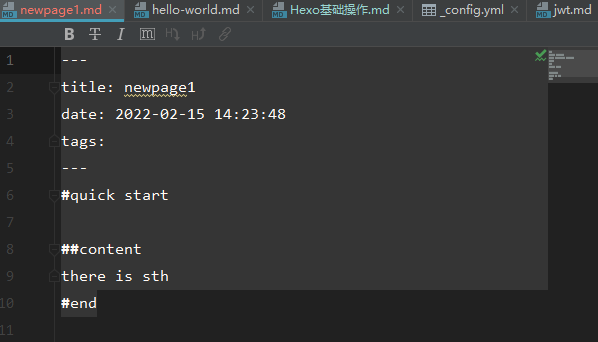 newpage1.md hello-world.md Hexo基础操作.md _config.yml jwt.md
B T I m H H
1 ---
2 title: newpage1
3 date: 2022-02-15 14:23:48
4 tags:
5 ---
6 #quick start
7
8 ##content
9 there is sth
10 #end
11